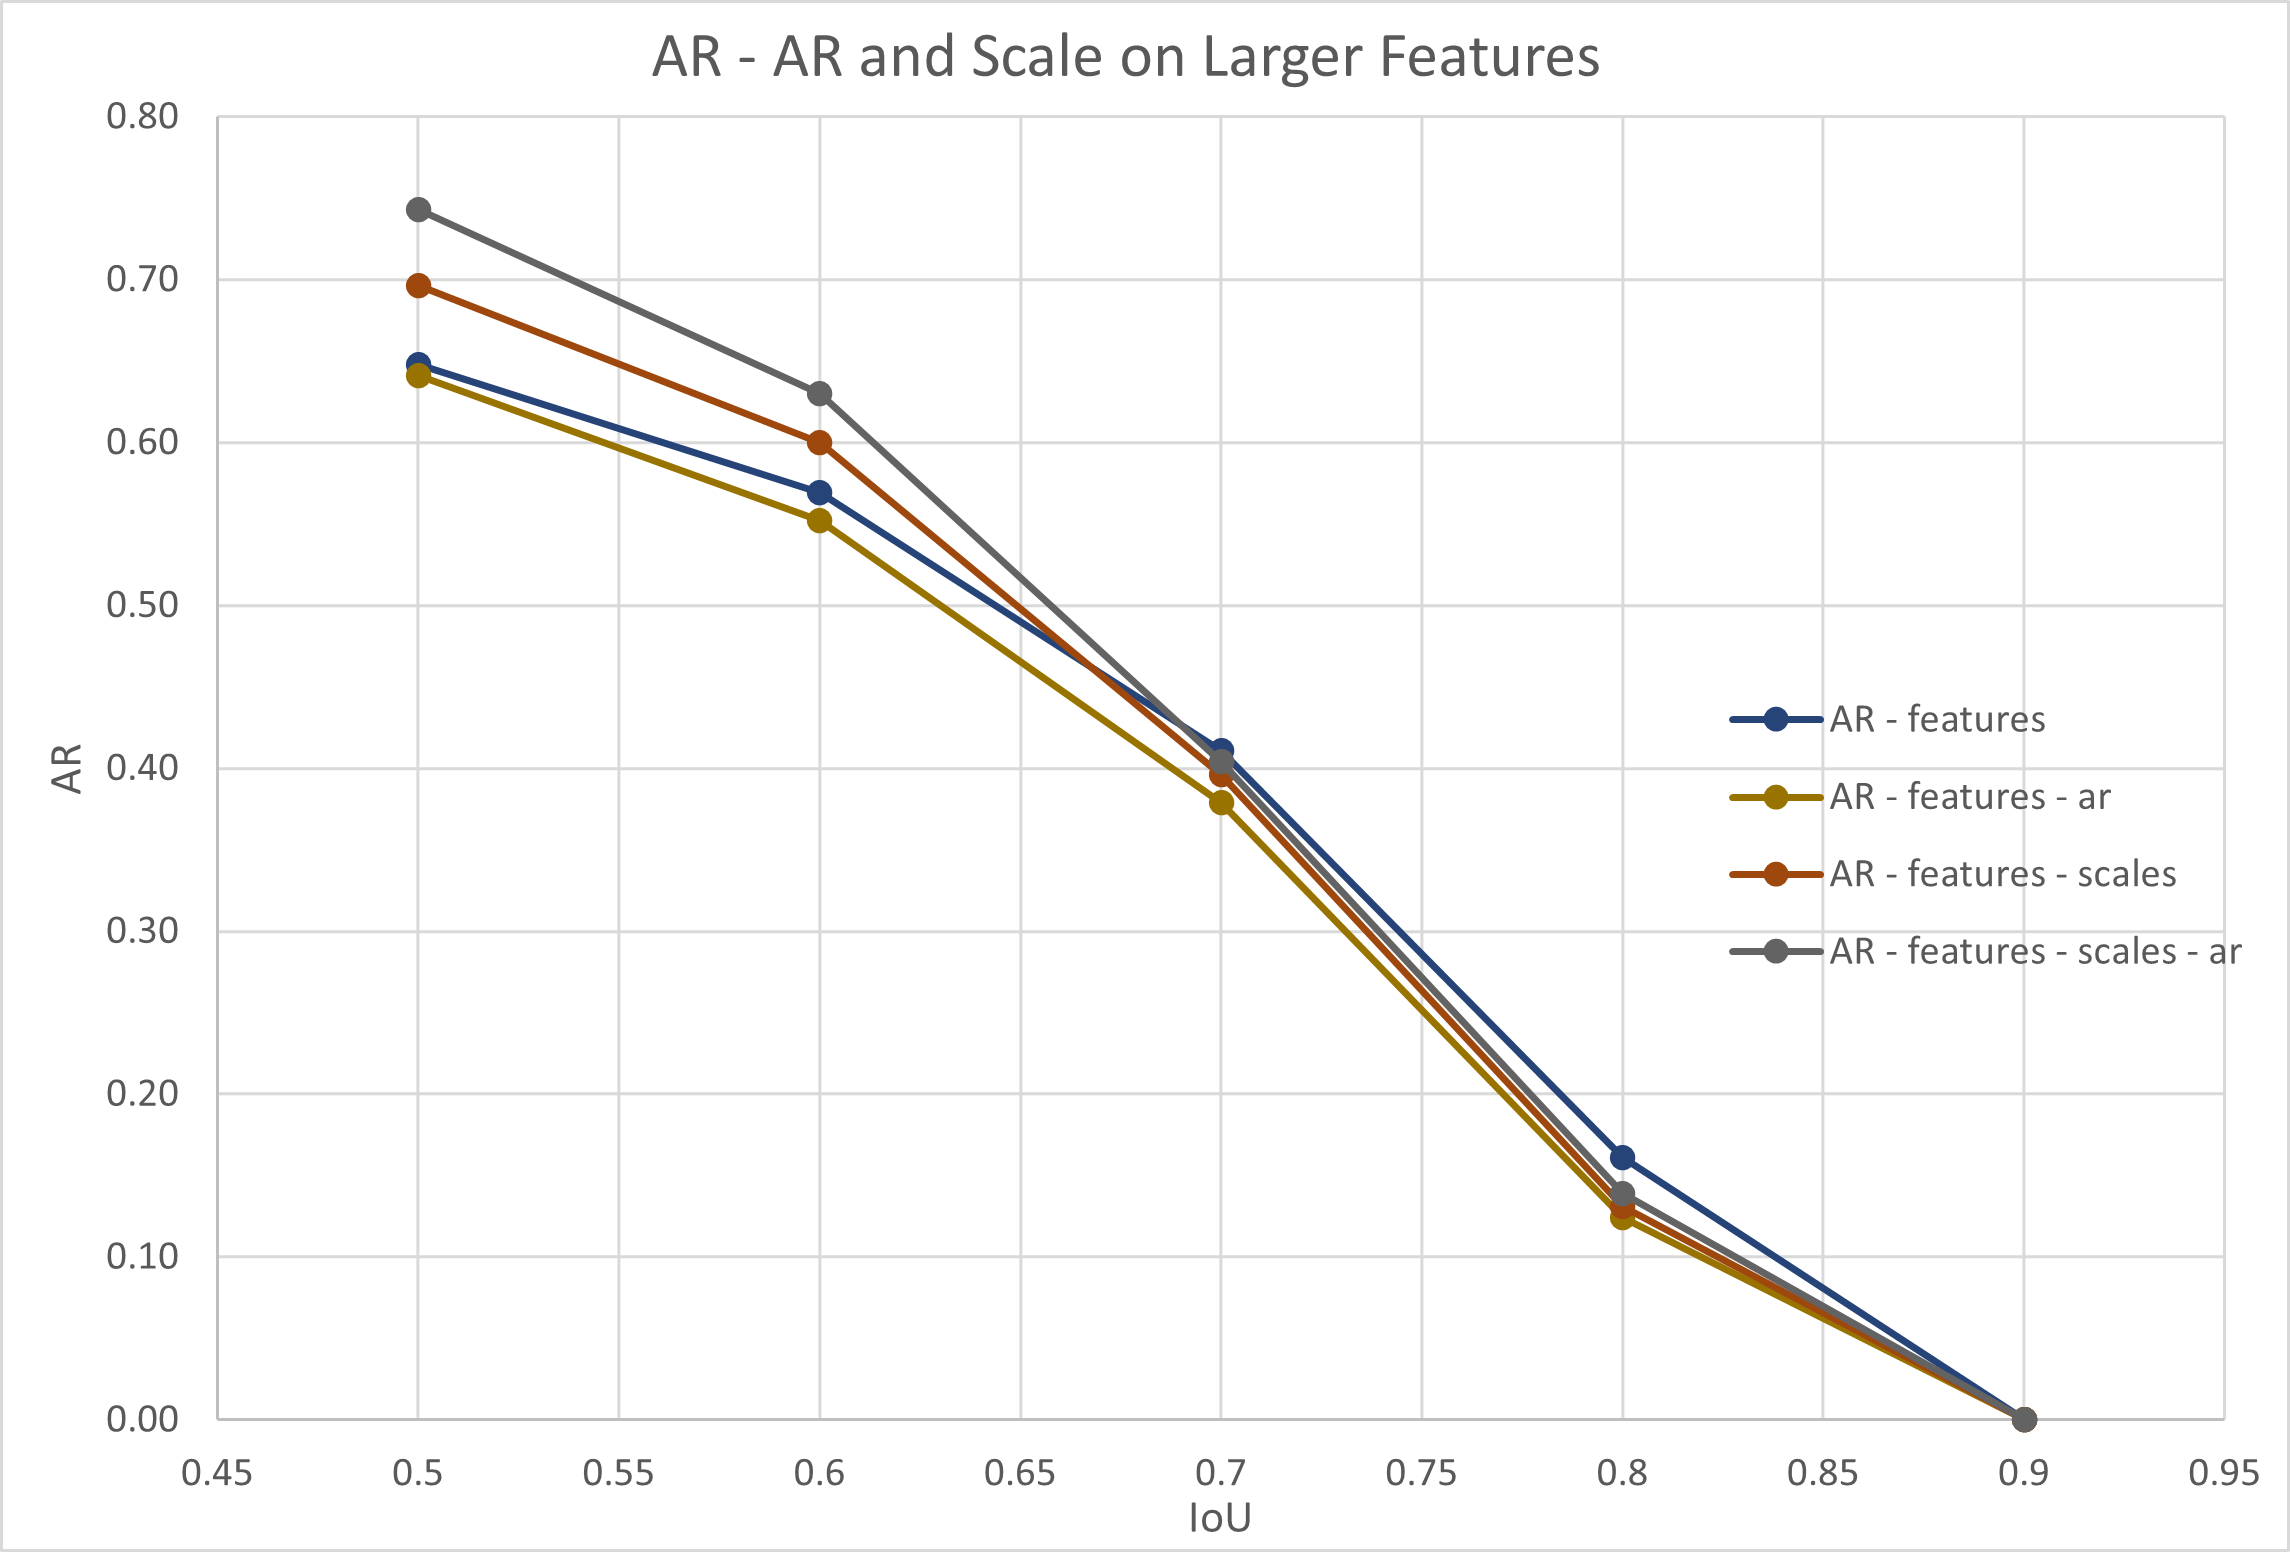 AR - AR and Scale on Larger Features
0.80
0.70
0.60
0.50
0.40
0.30
0.20
0.10
0.00
AR
AR - features
AR - features - ar
AR - features - scales
AR - features - scales - ar
0.45 0.5 0.55 0.6 0.65 0.7 0.75 0.8 0.85 0.9 0.95
IoU